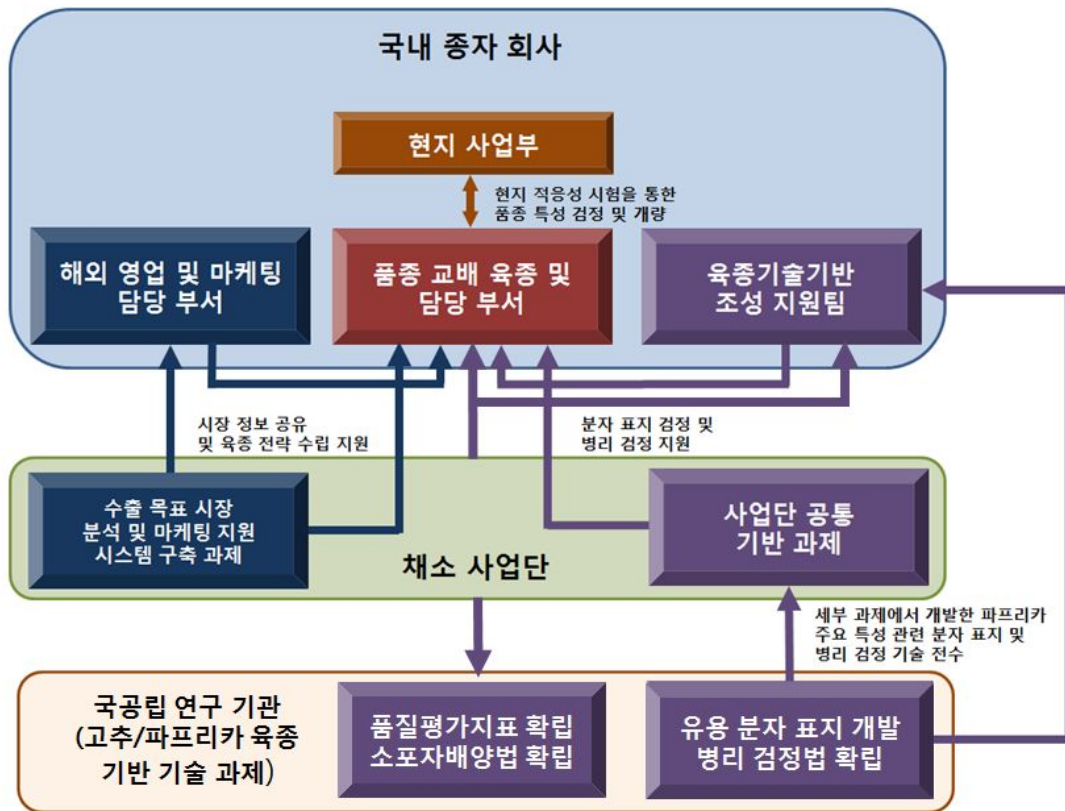 국내 종자 회사
현지 사업부
현지 적응성 시험을 통한
품종 특성 검정 및 개량
해외 영업 및 마케팅
담당 부서
품종 교배 육종 및
담당 부서
육종기술기반
조성 지원팀
시장 정보 공유
및 육종 전략 수립 지원
분자 표지 검정 및
병리 검정 지원
수출 목표 시장
분석 및 마케팅 지원
시스템 구축 과제
사업단 공통
기반 과제
채소 사업단
세부 과제에서 개발한 파프리카
주요 특성 관련 분자 표지 및
병리 검정 기술 전수
국공립 연구 기관
(고추/파프리카 육종
기반 기술 과제)
품질평가지표 확립
소포자배양법 확립
유용 분자 표지 개발
병리 검정법 확립